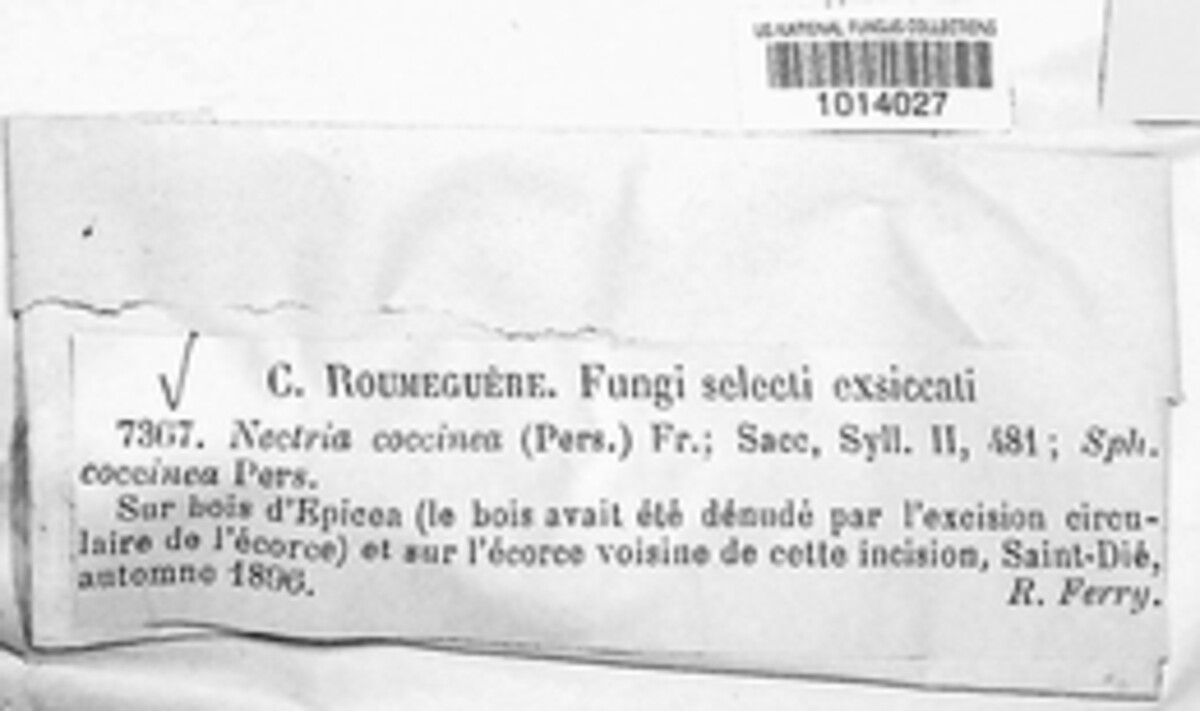 US NATIONAL FUNGUS COLLECTIONS
1014027
C. ROUMEGUÈRE. Fungi selecti exsiccati
7367. Nectria coccinea (Pers.) Fr.; Sacc, Syll. II, 481; Sph.
coccinea Pers.
Sur bois d'Epicea (le bois avait été dénudé par l'excision circu-
laire de l'écorce) et sur l'écorce voisine de cette incision, Saint-Dié,
automne 1896.
R. Ferry.